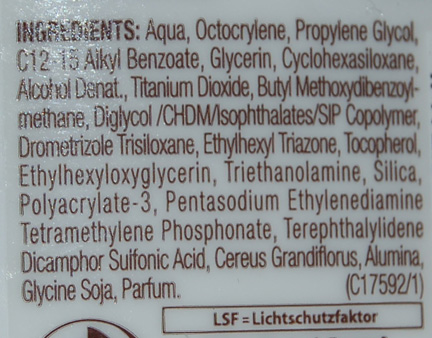 INGREDIENTS: Aqua, Octocrylene, Propylene Glycol,
C12-15 Alkyl Benzoate, Glycerin, Cyclohexasiloxane,
Alcohol Denat., Titanium Dioxide, Butyl Methoxydibenzoyl-
methane, Diglycol /CHDM/Isophthalates/SIP Copolymer,
Drometrizole Trisiloxane, Ethylhexyl Triazone, Tocopherol,
Ethylhexyloxyglycerin, Triethanolamine, Silica,
Polyacrylate-3, Pentasodium Ethylenediamine
Tetramethylene Phosphonate, Terephthalylidene
Dicamphor Sulfonic Acid, Cereus Grandiflorus, Alumina,
Glycine Soja, Parfum. (C17592/1)
LSF = Lichtschutzfaktor